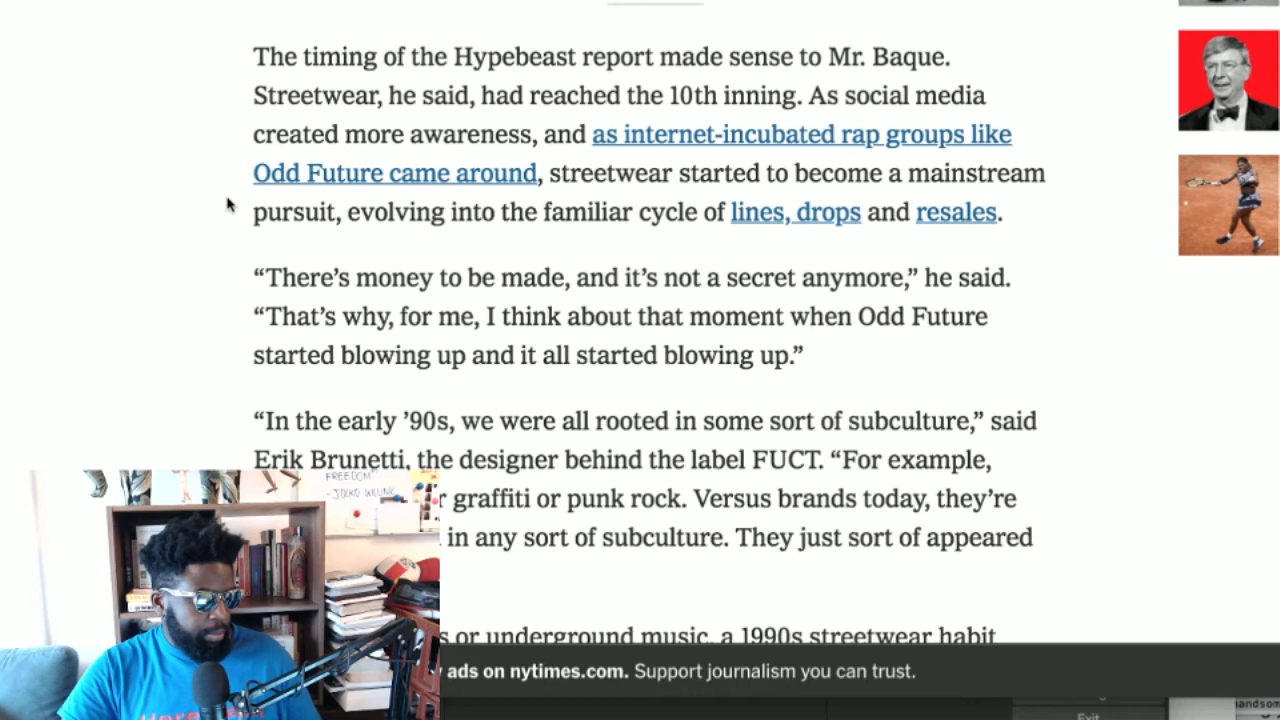 The timing of the Hypebeast report made sense to Mr. Baque.
Streetwear, he said, had reached the 10th inning. As social media
created more awareness, and as internet-incubated rap groups like
Odd Future came around, streetwear started to become a mainstream
pursuit, evolving into the familiar cycle of lines, drops and resales.
“There’s money to be made, and it’s not a secret anymore,” he said.
“That’s why, for me, I think about that moment when Odd Future
started blowing up and it all started blowing up.”
“In the early ’90s, we were all rooted in some sort of subculture,” said
Erik Brunetti, the designer behind the label FUCT. “For example,
graffiti or punk rock. Versus brands today, they’re
in any sort of subculture. They just sort of appeared
or underground music, a 1990s streetwear habit
FREEDOM"
-JOCKO WILLINK
ads on nytimes.com. Support journalism you can trust.
Exit